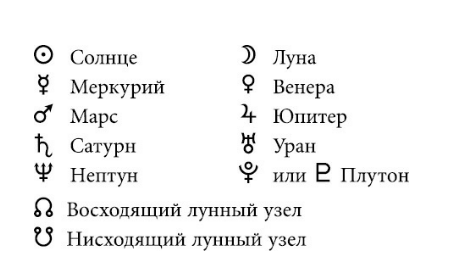 ☉ Солнце ☽ Луна
☿ Меркурий ♀ Венера
♂ Марс ♃ Юпитер
♄ Сатурн ♅ Уран
♆ Нептун ⯓ или ♇ Плутон
☊ Восходящий лунный узел
☋ Нисходящий лунный узел